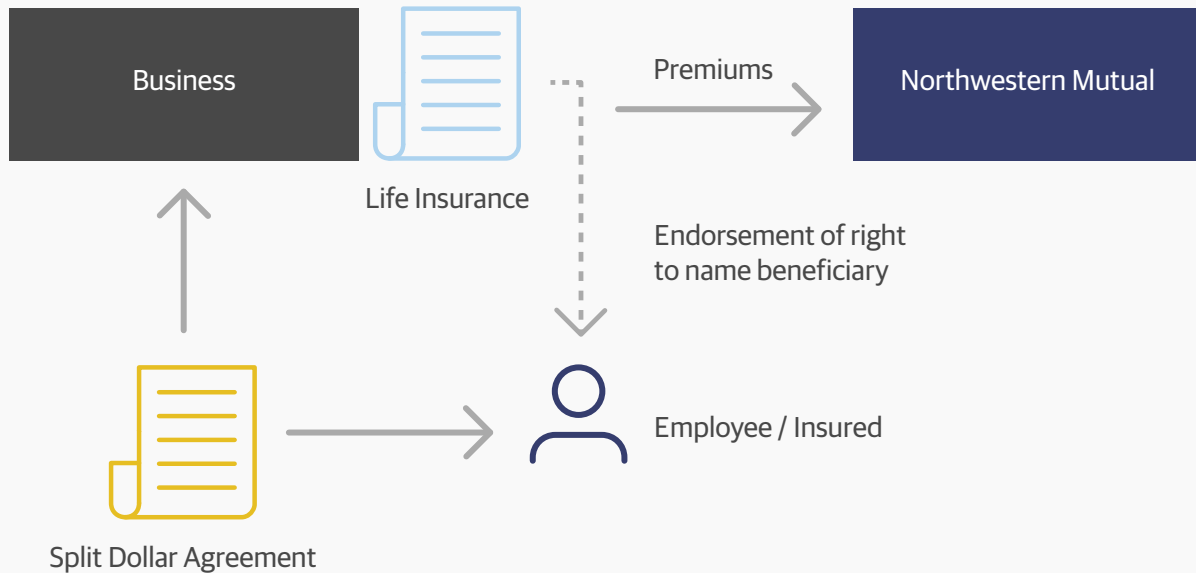 Business
Premiums
Northwestern Mutual
Life Insurance
Endorsement of right
to name beneficiary
Employee / Insured
Split Dollar Agreement